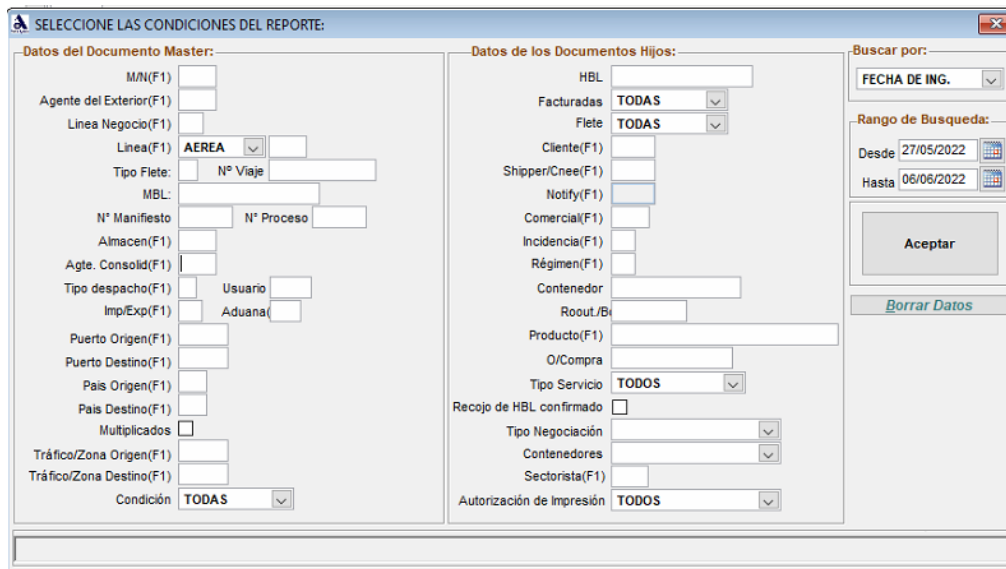 SELECCIONE LAS CONDICIONES DEL REPORTE:
Datos del Documento Master:
M/N(F1)
Agente del Exterior(F1)
Linea Negocio(F1)
Linea(F1) AEREA
Tipo Flete: Nº Viaje
MBL:
N° Manifiesto N° Proceso
Almacen(F1)
Agte. Consolid(F1)
Tipo despacho(F1) Usuario
Imp/Exp(F1) Aduana(
Puerto Origen(F1)
Puerto Destino(F1)
Pais Origen(F1)
Pais Destino(F1)
Multiplicados
Tráfico/Zona Origen(F1)
Tráfico/Zona Destino(F1)
Condición TODAS
Datos de los Documentos Hijos:
HBL
Facturadas TODAS
Flete TODAS
Cliente(F1)
Shipper/Cnee(F1)
Notify(F1)
Comercial(F1)
Incidencia(F1)
Régimen(F1)
Contenedor
Roout./Bo
Producto(F1)
O/Compra
Tipo Servicio TODOS
Recojo de HBL confirmado
Tipo Negociación
Contenedores
Sectorista(F1)
Autorización de Impresión TODOS
Buscar por:
FECHA DE ING.
Rango de Busqueda:
Desde 27/05/2022
Hasta 06/06/2022
Aceptar
Borrar Datos